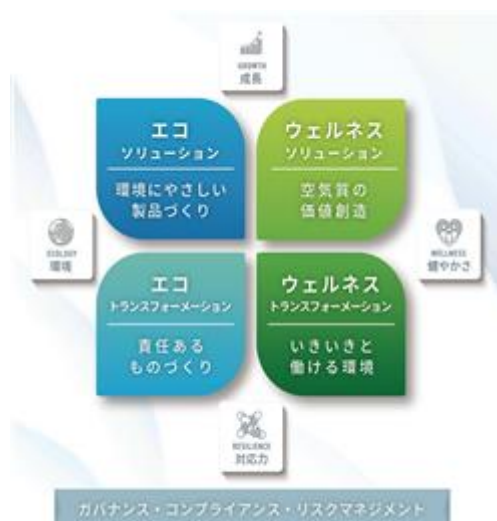 GROWTH
成長
エコ
ソリューション
環境にやさしい
製品づくり
ウェルネス
ソリューション
空気質の
価値創造
ECOLOGY
環境
WELLNESS
健やかさ
エコ
トランスフォーメーション
責任ある
ものづくり
ウェルネス
トランスフォーメーション
いきいきと
働ける環境
RESILIENCE
対応力
ガバナンス・コンプライアンス・リスクマネジメント